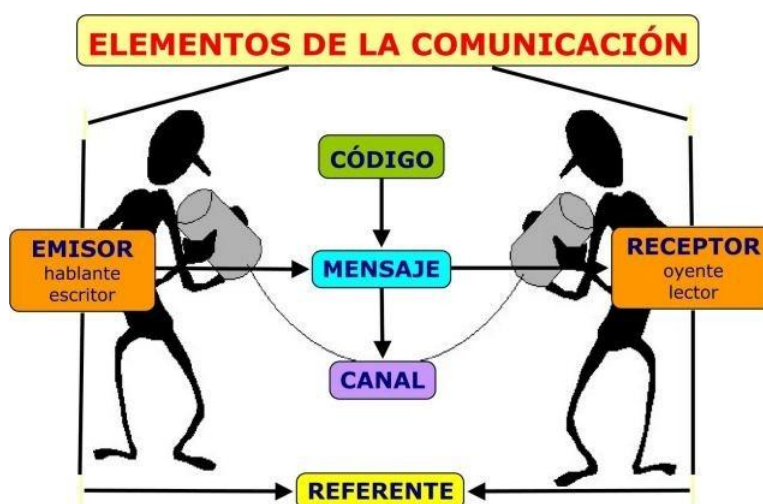 ELEMENTOS DE LA COMUNICACIÓN
CÓDIGO
EMISOR
hablante
escritor
MENSAJE
RECEPTOR
oyente
lector
CANAL
REFERENTE